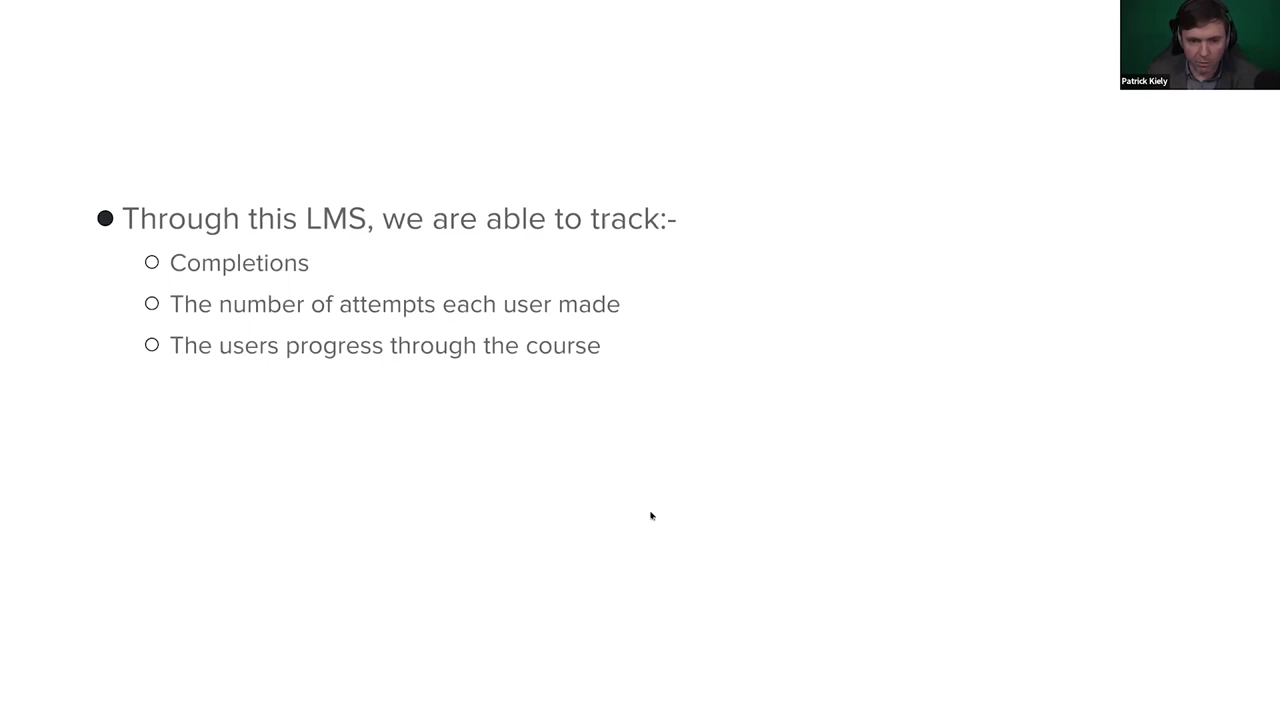 Patrick Kiely
Through this LMS, we are able to track:-
Completions
The number of attempts each user made
The users progress through the course